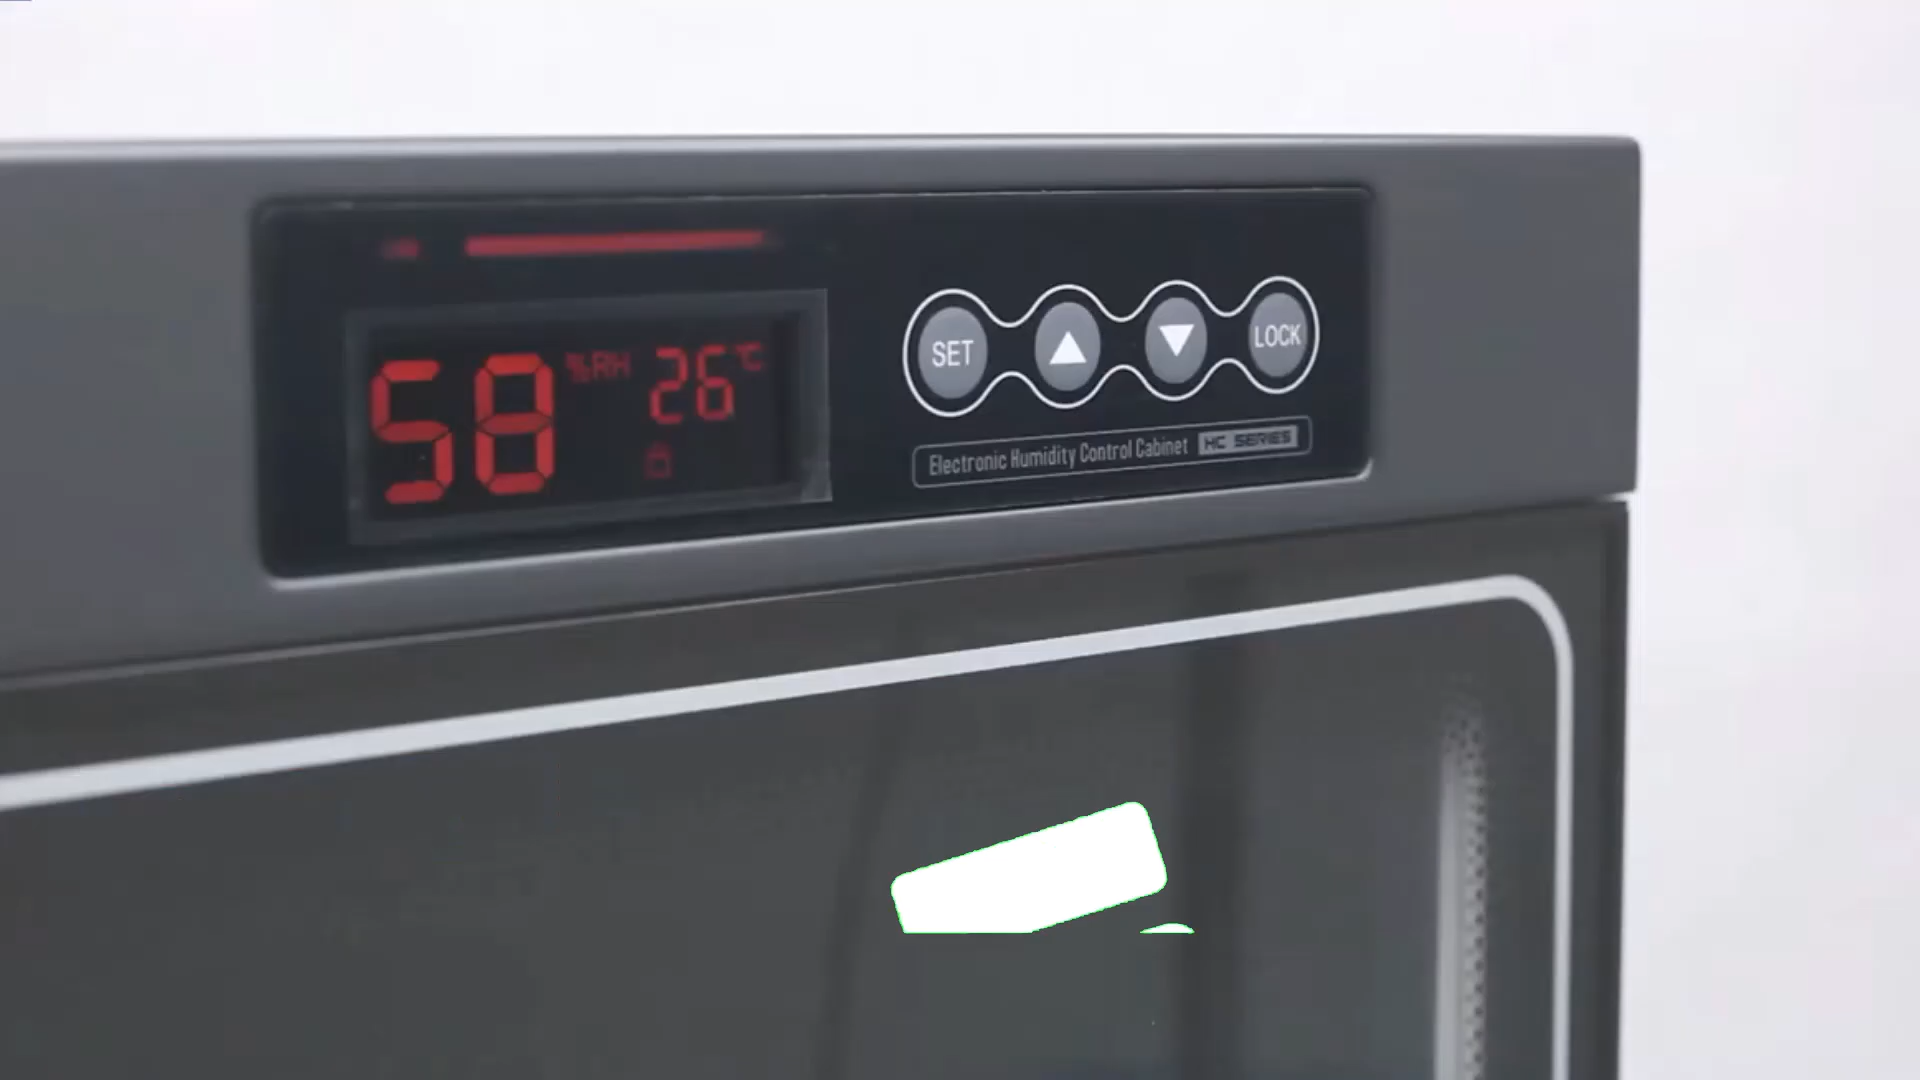 58 %RH 26 °C
SET ▲ ▼ LOCK
Electronic Humidity Control Cabinet HC SERIES